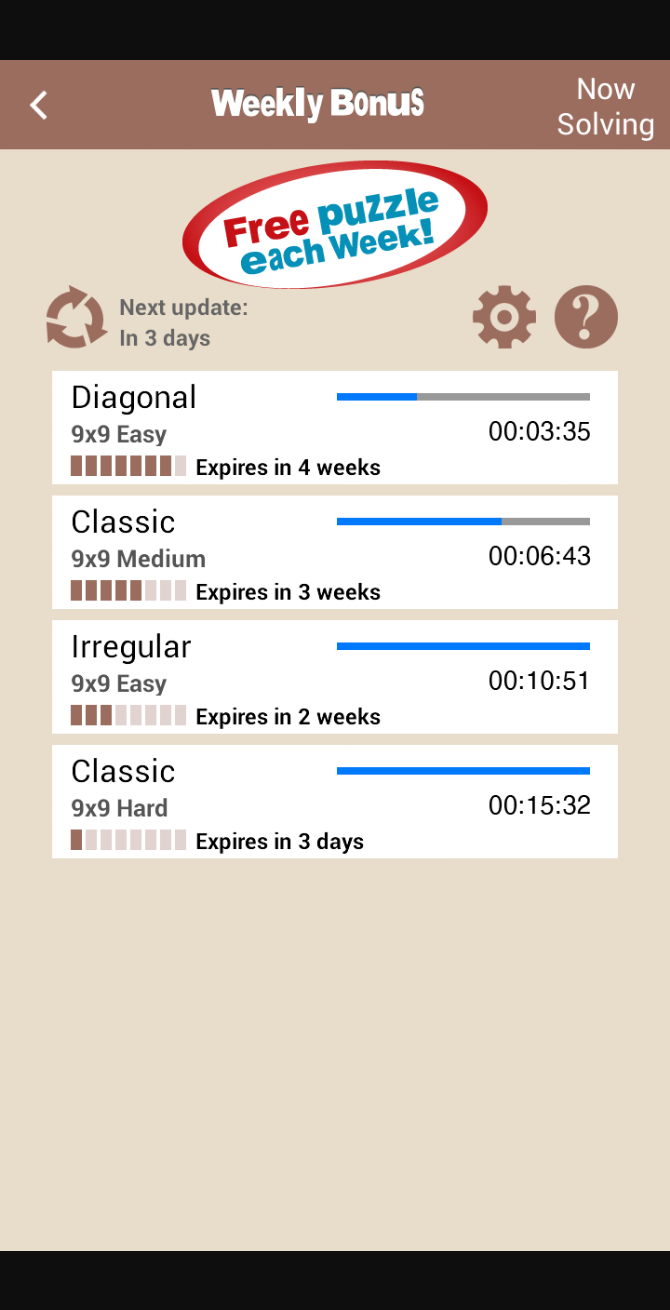 Weekly Bonus
Now
Solving
Free puzzle
each Week!
Next update:
In 3 days
?
Diagonal
9x9 Easy
00:03:35
Expires in 4 weeks
Classic
9x9 Medium
00:06:43
Expires in 3 weeks
Irregular
9x9 Easy
00:10:51
Expires in 2 weeks
Classic
9x9 Hard
00:15:32
Expires in 3 days